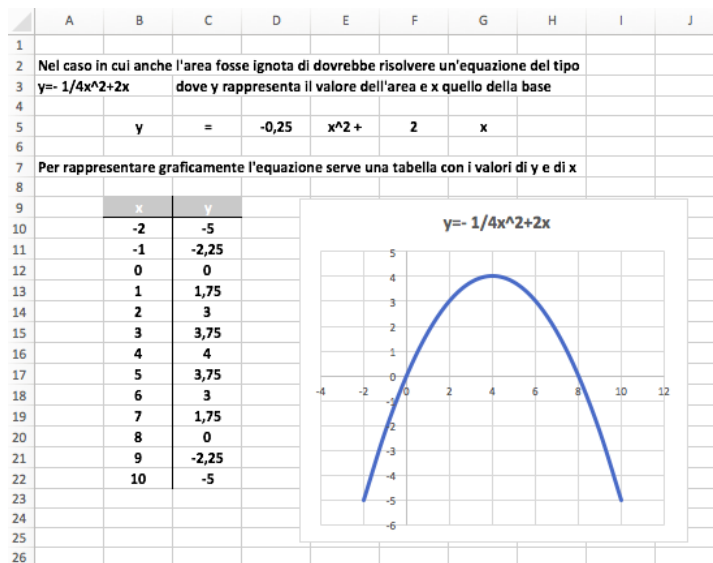 A B C D E F G H I J
1
2 Nel caso in cui anche l'area fosse ignota di dovrebbe risolvere un'equazione del tipo
3 y=- 1/4x^2+2x dove y rappresenta il valore dell'area e x quello della base
4
5 y = -0,25 x^2 + 2 x
6
7 Per rappresentare graficamente l'equazione serve una tabella con i valori di y e di x
8
9 x y
10 -2 -5
11 -1 -2,25
12 0 0
13 1 1,75
14 2 3
15 3 3,75
16 4 4
17 5 3,75
18 6 3
19 7 1,75
20 8 0
21 9 -2,25
22 10 -5
23
24
25
26
y=- 1/4x^2+2x
5
4
3
2
1
0
-4 -2 0 2 4 6 8 10 12
-1
-2
-3
-4
-5
-6